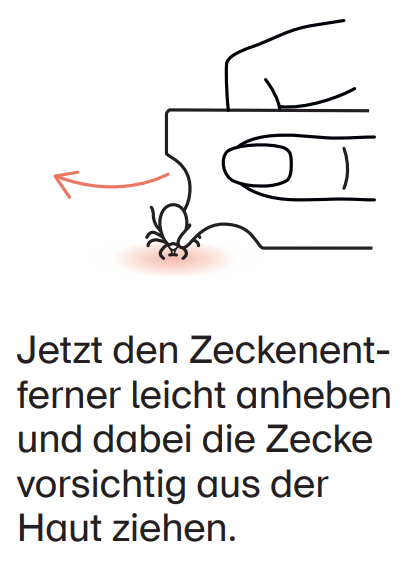 Jetzt den Zeckenent-
ferner leicht anheben
und dabei die Zecke
vorsichtig aus der
Haut ziehen.